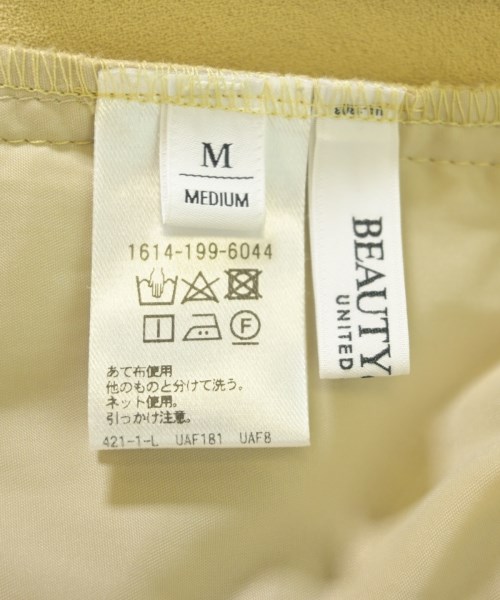 M
MEDIUM
1614-199-6044
あて布使用
他のものと分けて洗う。
ネット使用。
引っかけ注意。
421-1-L UAF181 UAF8
BEAUTY
UNITED